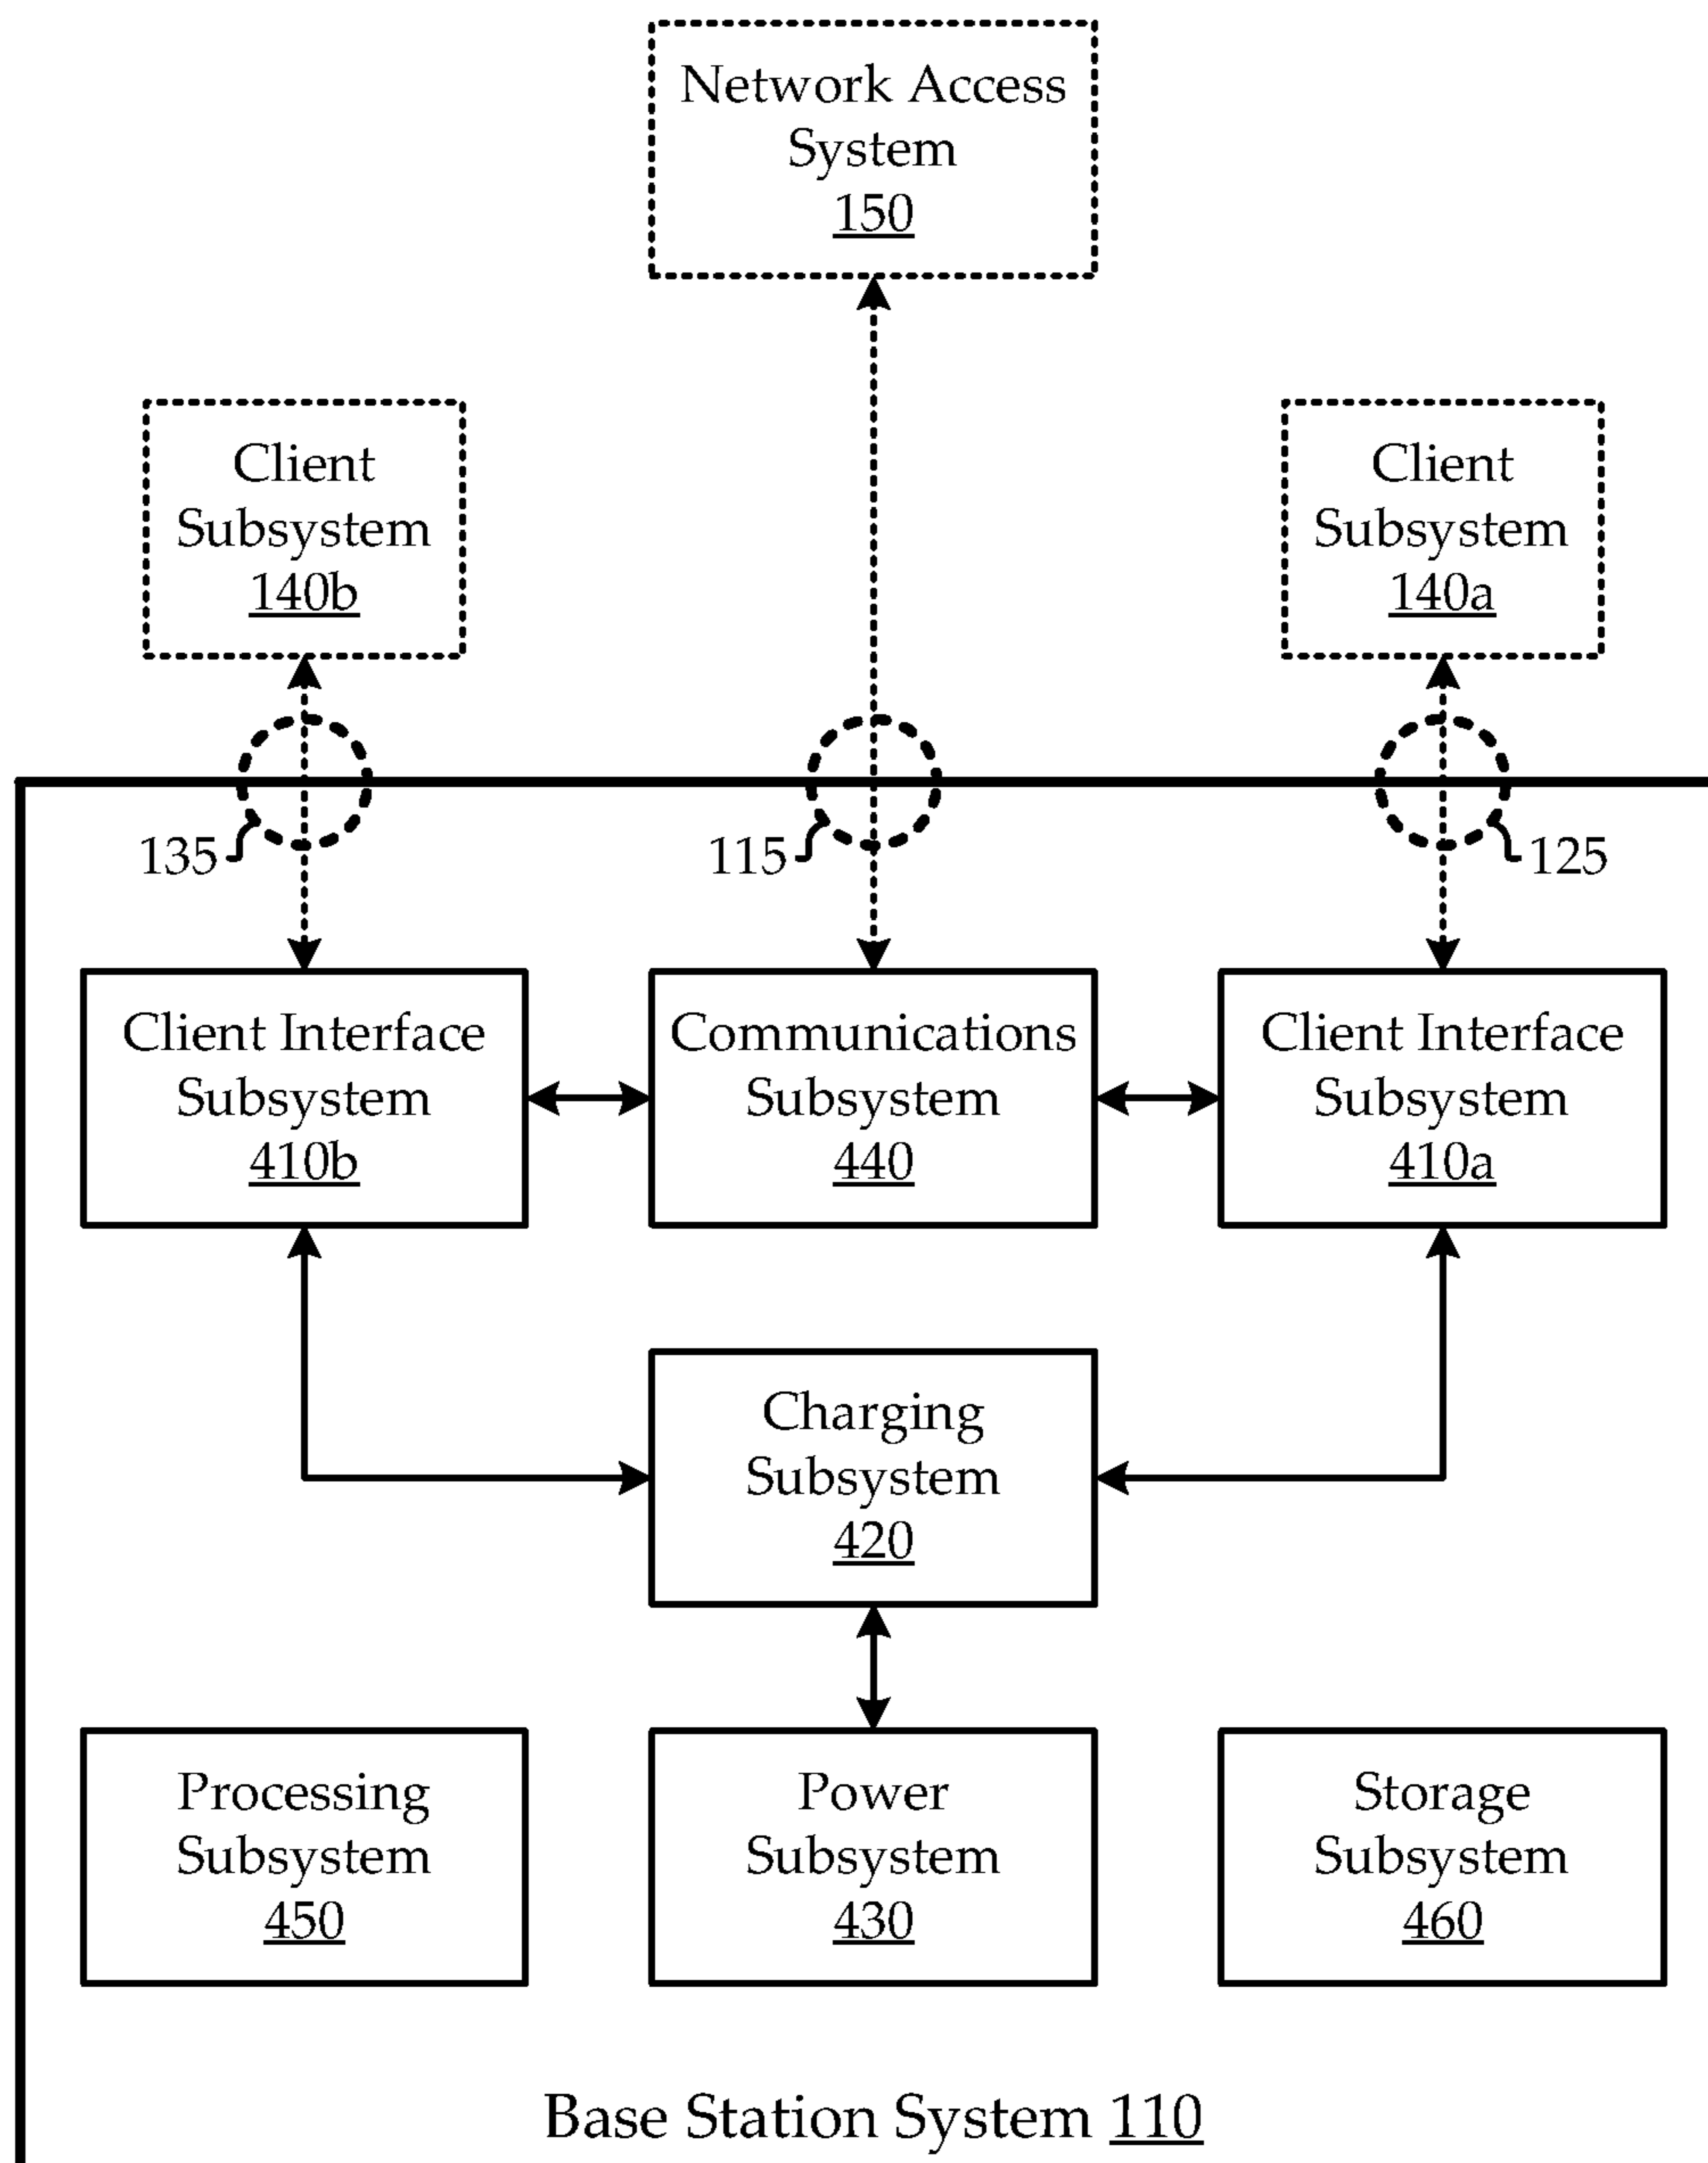 Network Access
System
150
Client
Subsystem
140b
Client
Subsystem
140a
135
115
125
Client Interface
Subsystem
410b
Communications
Subsystem
440
Client Interface
Subsystem
410a
Charging
Subsystem
420
Processing
Subsystem
450
Power
Subsystem
430
Storage
Subsystem
460
Base Station System 110